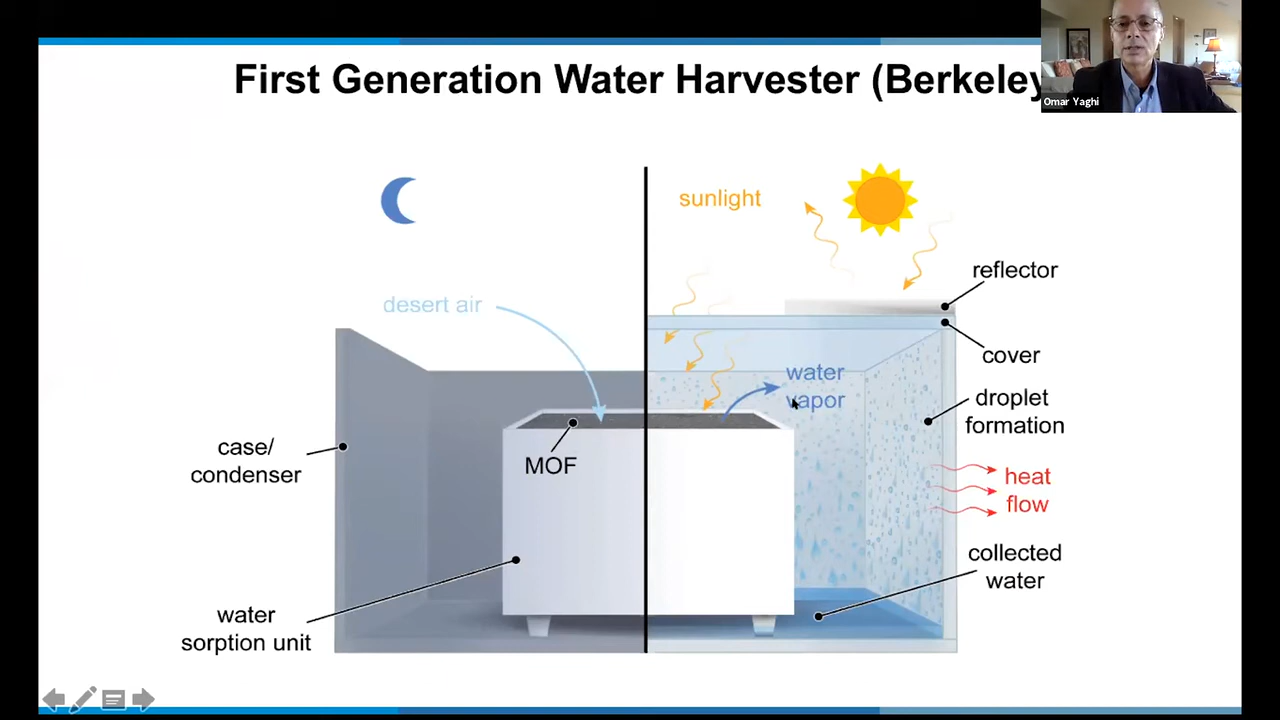 First Generation Water Harvester (Berkeley
Omar Yaghi
sunlight
reflector
desert air
cover
water
vapor
droplet
formation
case/
condenser
MOF
heat
flow
collected
water
water
sorption unit